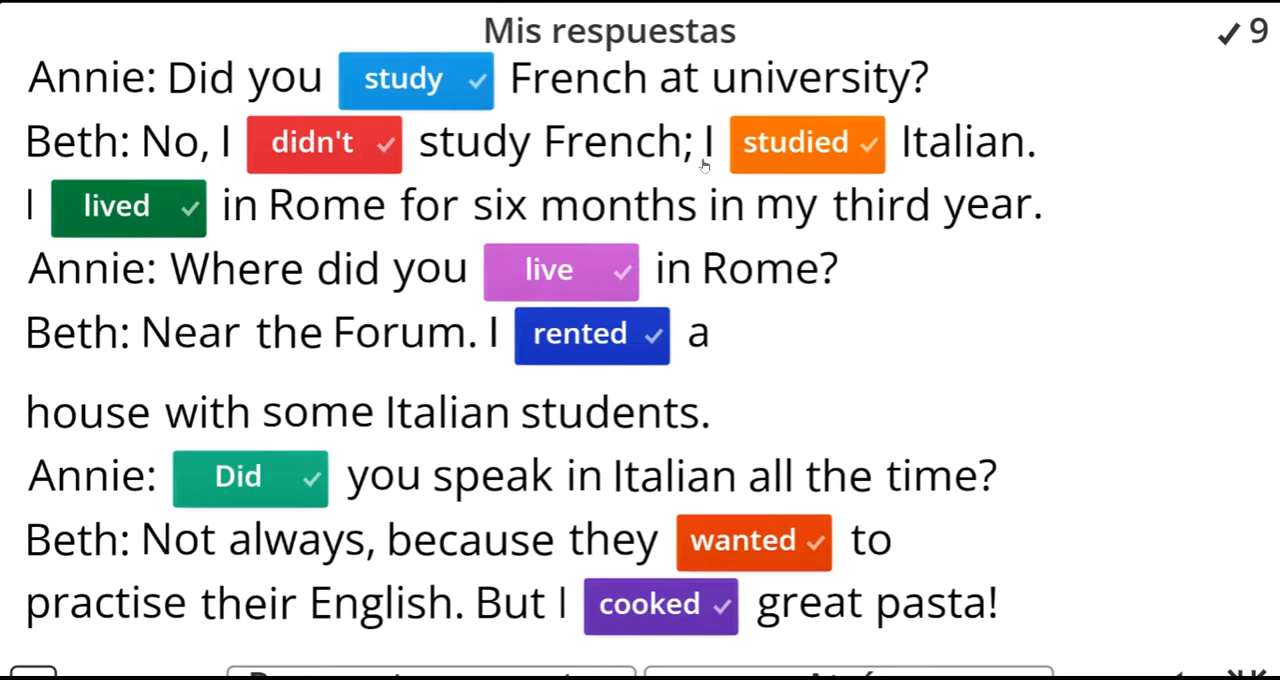 Mis respuestas
✓ 9
Annie: Did you study ✓ French at university?
Beth: No, I didn't ✓ study French; I studied ✓ Italian.
I lived ✓ in Rome for six months in my third year.
Annie: Where did you live ✓ in Rome?
Beth: Near the Forum. I rented ✓ a
house with some Italian students.
Annie: Did ✓ you speak in Italian all the time?
Beth: Not always, because they wanted ✓ to
practise their English. But I cooked ✓ great pasta!